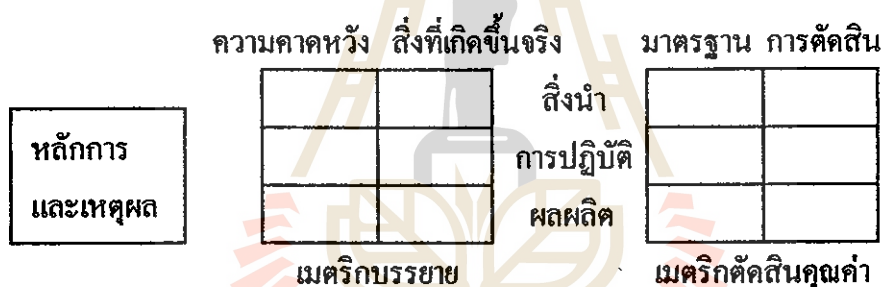 ความคาดหวัง สิ่งที่เกิดขึ้นจริง มาตรฐาน การตัดสิน
สิ่งนำ
หลักการ
และเหตุผล
การปฏิบัติ
ผลผลิต
เมตริกบรรยาย เมตริกตัดสินคุณค่า